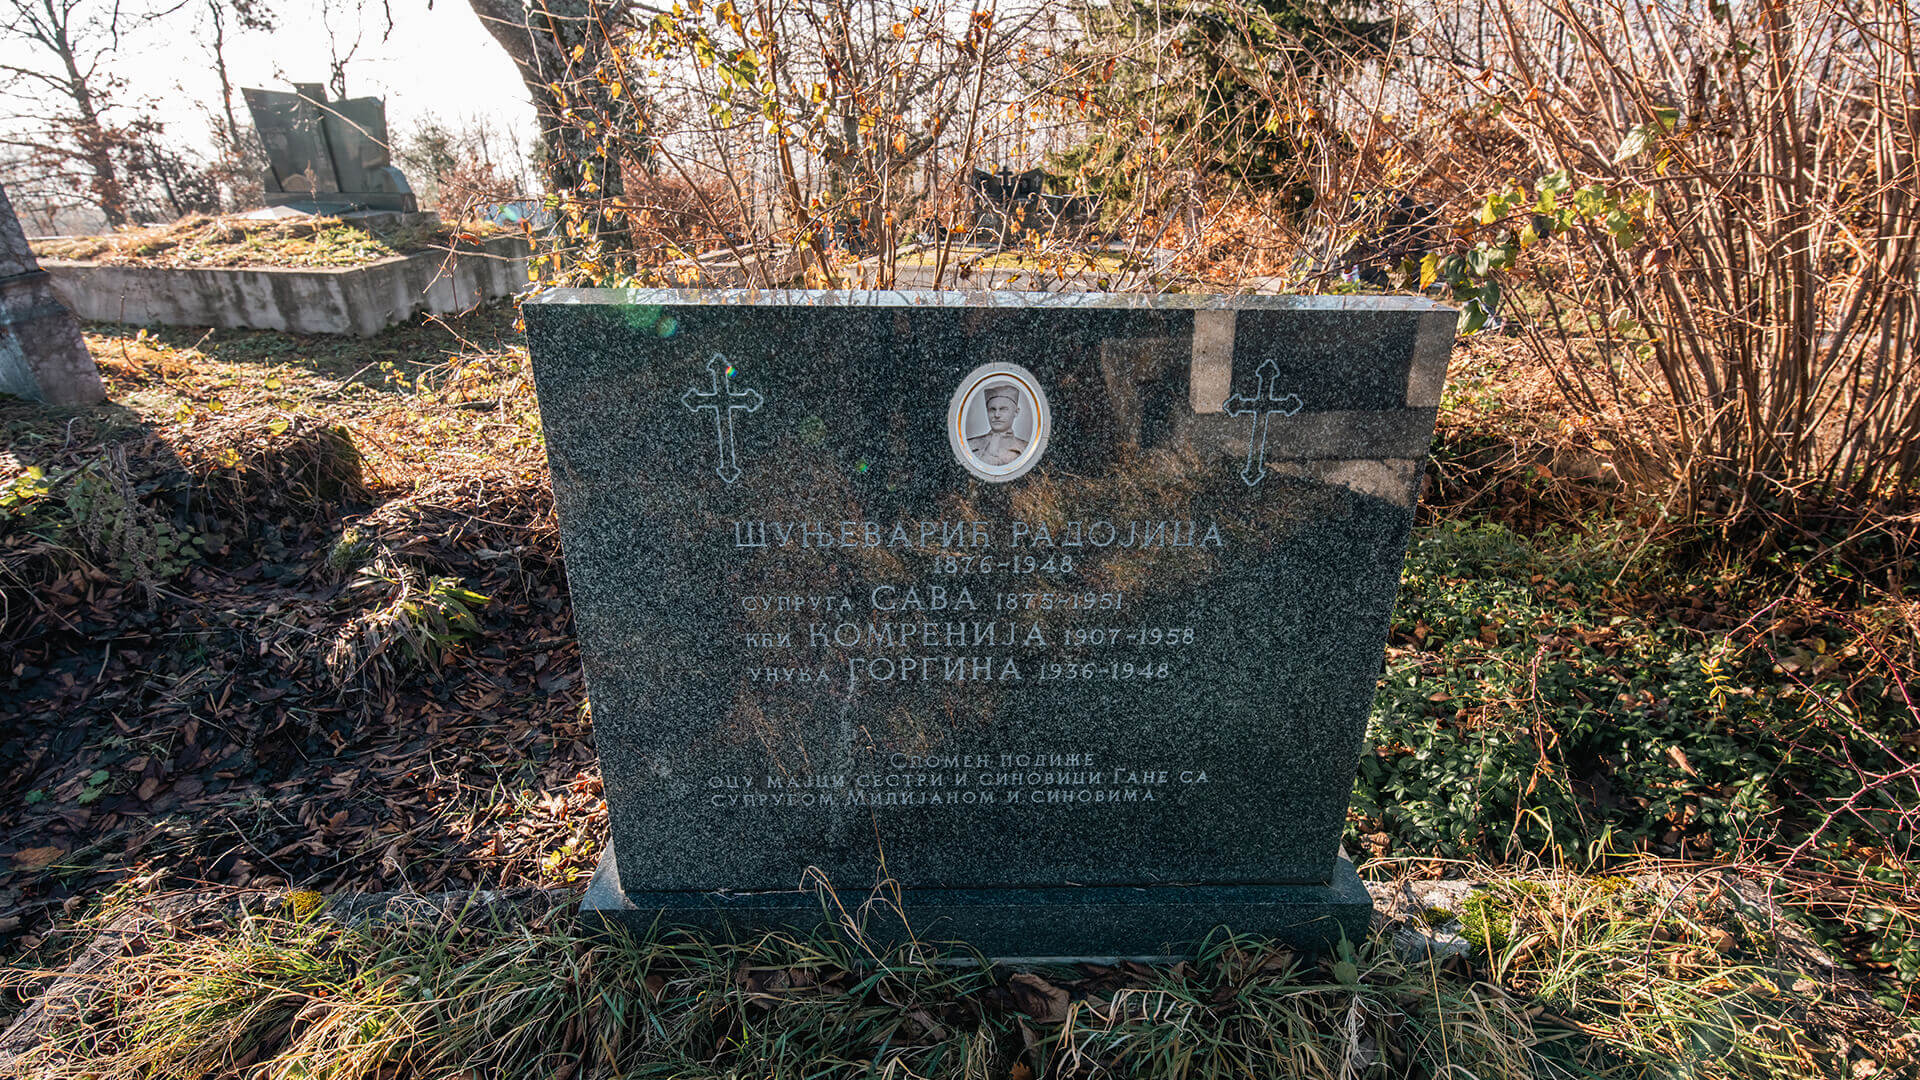 ШУЊЕВАРИЋ РАДОЈИЦА
1876-1948
СУПРУГА САВА 1875-1951
КЋИ КОМРЕНИЈА 1907-1958
УНУКА ГОРГИНА 1936-1948
СПОМЕН ПОДИЖЕ
ОЦУ МАЈЦИ СЕСТРИ И СИНОВИЦИ ГАНЕ СА
СУПРУГОМ МИЛИЈАНОМ И СИНОВИМА